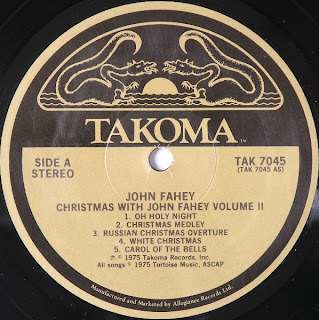 TAKOMA™
SIDE A
STEREO
TAK 7045
(TAK 7045 AS)
JOHN FAHEY
CHRISTMAS WITH JOHN FAHEY VOLUME II
1. OH HOLY NIGHT
2. CHRISTMAS MEDLEY
3. RUSSIAN CHRISTMAS OVERTURE
4. WHITE CHRISTMAS
5. CAROL OF THE BELLS
℗ © 1975 Takoma Records, Inc.
All songs © 1975 Tortoise Music, ASCAP
Manufactured and Marketed by Allegiance Records Ltd.